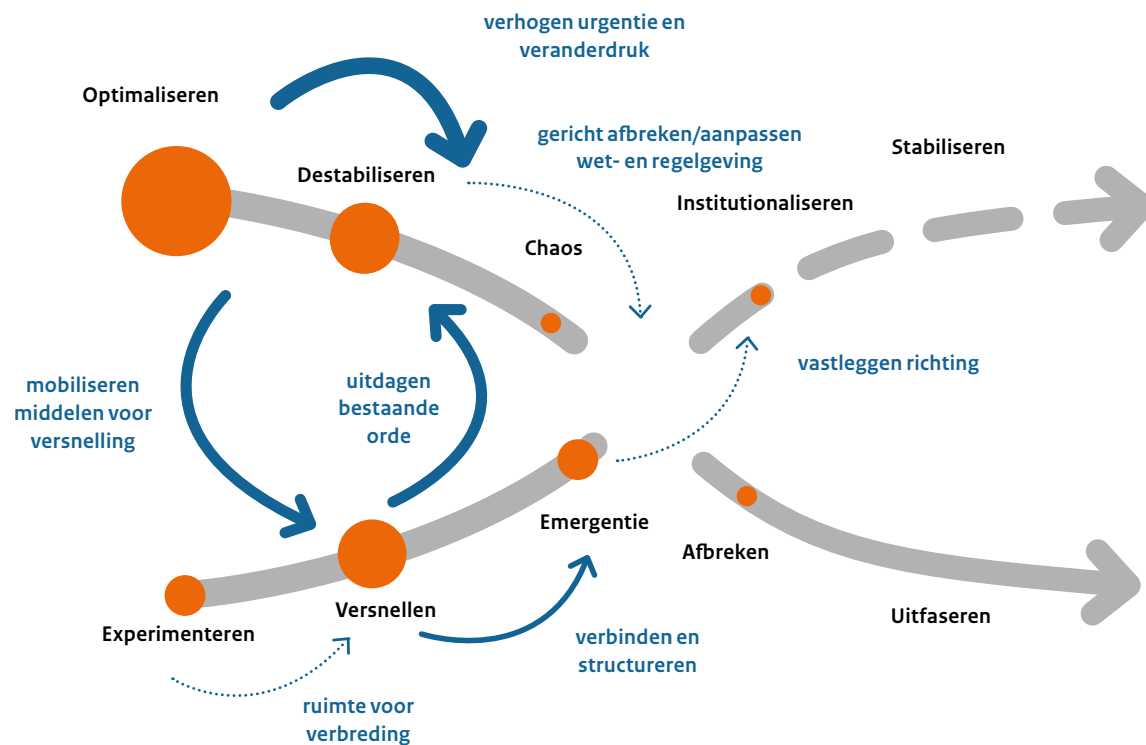 verhogen urgentie en
veranderdruk
Optimaliseren
gericht afbreken/aanpassen
wet- en regelgeving
Stabiliseren
Destabiliseren
Institutionaliseren
Chaos
vastleggen richting
mobiliseren
middelen voor
versnelling
uitdagen
bestaande
orde
Emergentie
Afbreken
Versnellen
Uitfaseren
Experimenteren
verbinden en
structureren
ruimte voor
verbreding